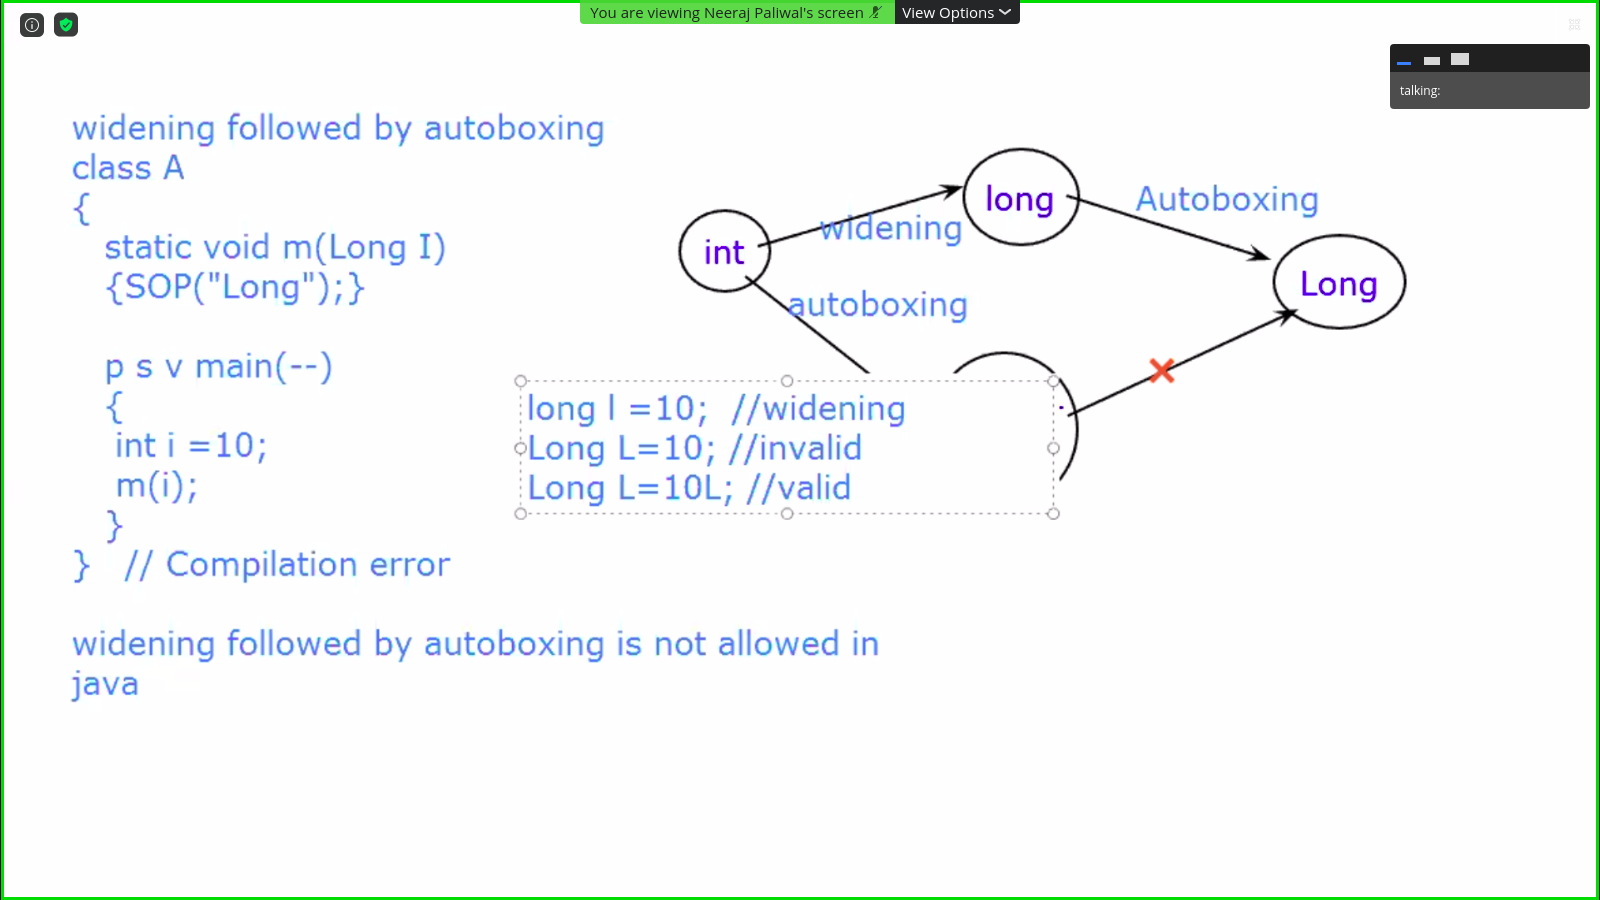 You are viewing Neeraj Paliwal's screen
View Options
talking:
widening followed by autoboxing
class A
{
static void m(Long I)
{SOP("Long");}
p s v main(--)
{
int i =10;
m(i);
}
} // Compilation error
widening followed by autoboxing is not allowed in
java
int
widening
long
Autoboxing
Long
autoboxing
long l =10; //widening
Long L=10; //invalid
Long L=10L; //valid